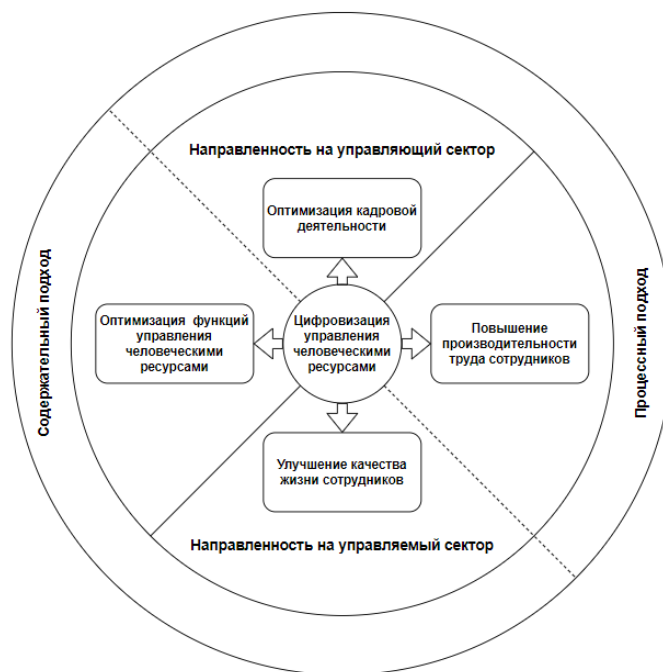 Направленность на управляющий сектор
Оптимизация кадровой
деятельности
Содержательный подход
Оптимизация функций
управления
человеческими
ресурсами
Цифровизация
управления
человеческими
ресурсами
Повышение
производительности
труда сотрудников
Процессный подход
Улучшение качества
жизни сотрудников
Направленность на управляемый сектор